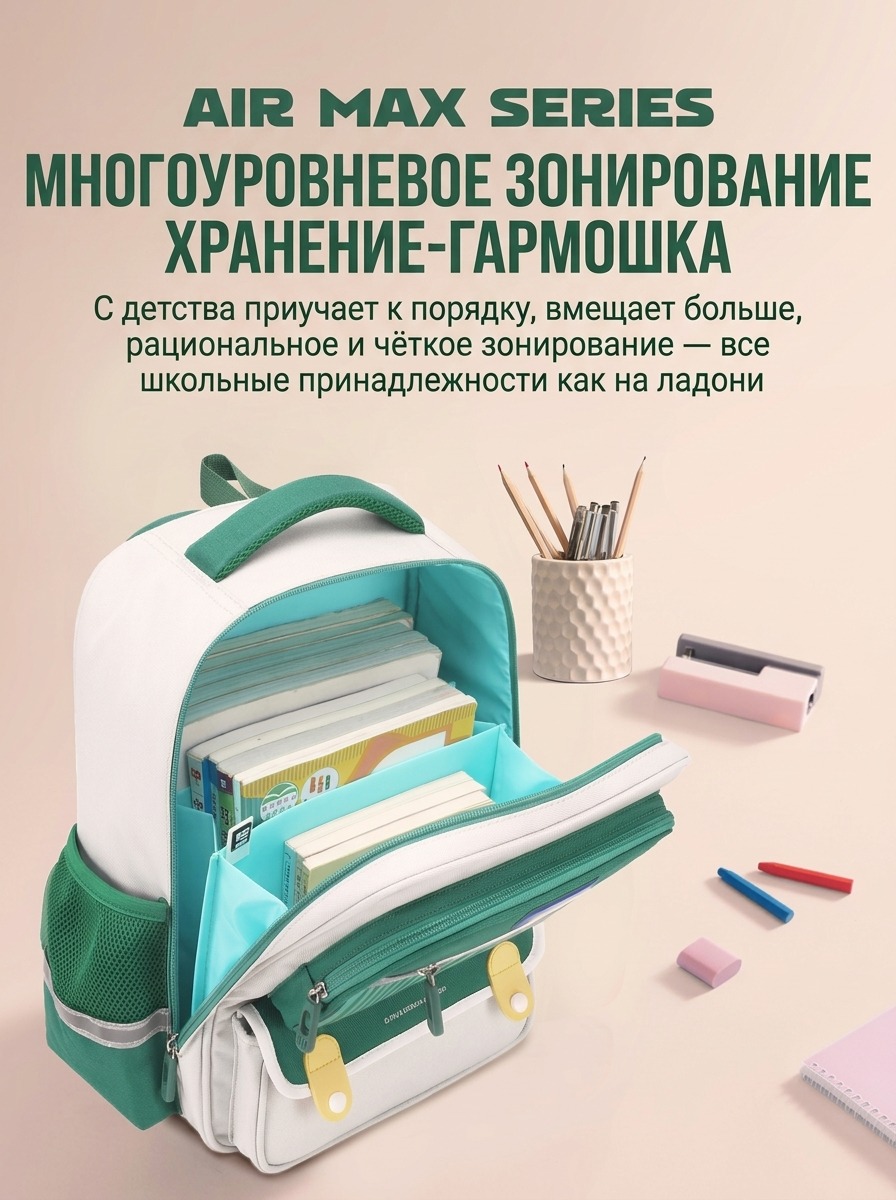 AIR MAX SERIES
МНОГОУРОВНЕВОЕ ЗОНИРОВАНИЕ
ХРАНЕНИЕ-ГАРМОШКА
С детства приучает к порядку, вмещает больше,
рациональное и чёткое зонирование — все
школьные принадлежности как на ладони